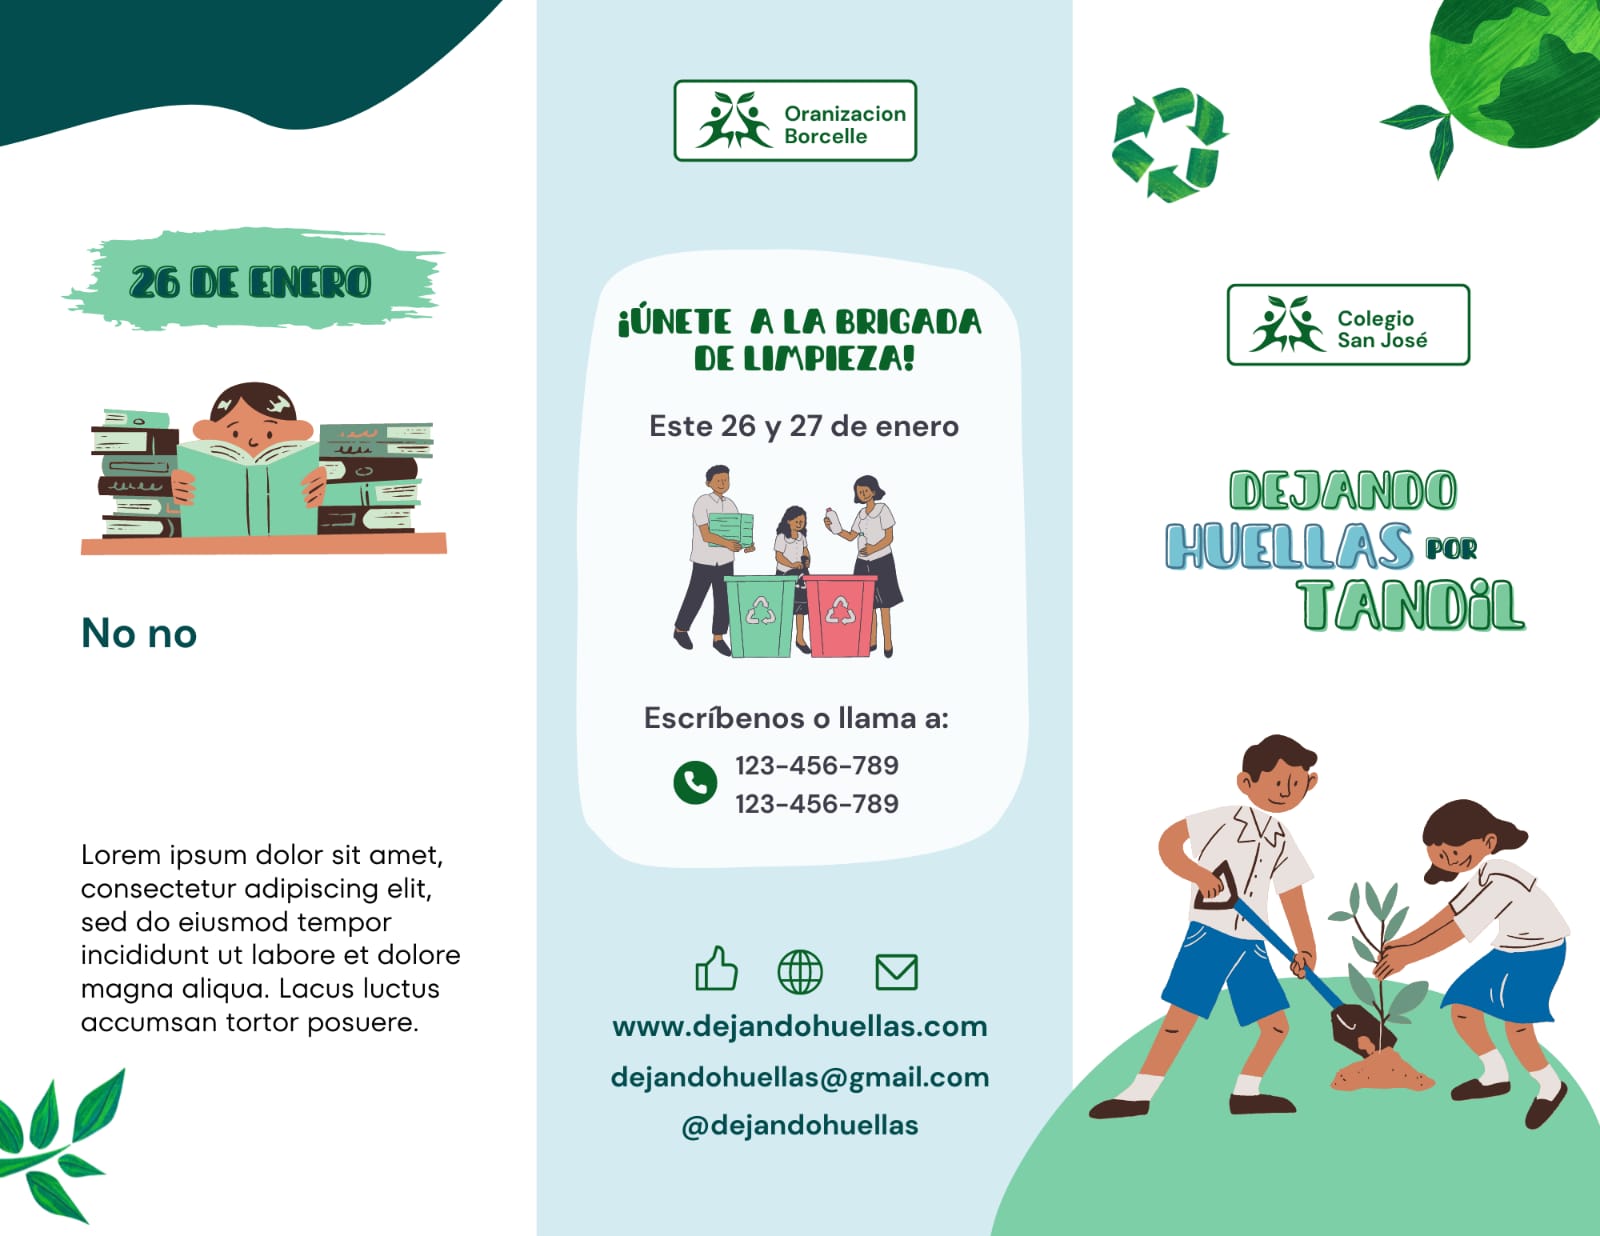 26 DE ENERO
No no
Lorem ipsum dolor sit amet,
consectetur adipiscing elit,
sed do eiusmod tempor
incididunt ut labore et dolore
magna aliqua. Lacus luctus
accumsan tortor posuere.
Oranizacion
Borcelle
¡ÚNETE A LA BRIGADA
DE LIMPIEZA!
Este 26 y 27 de enero
Escríbenos o llama a:
123-456-789
123-456-789
www.dejandohuellas.com
dejandohuellas@gmail.com
@dejandohuellas
Colegio
San José
DEJANDO
HUELLAS POR
TANDiL